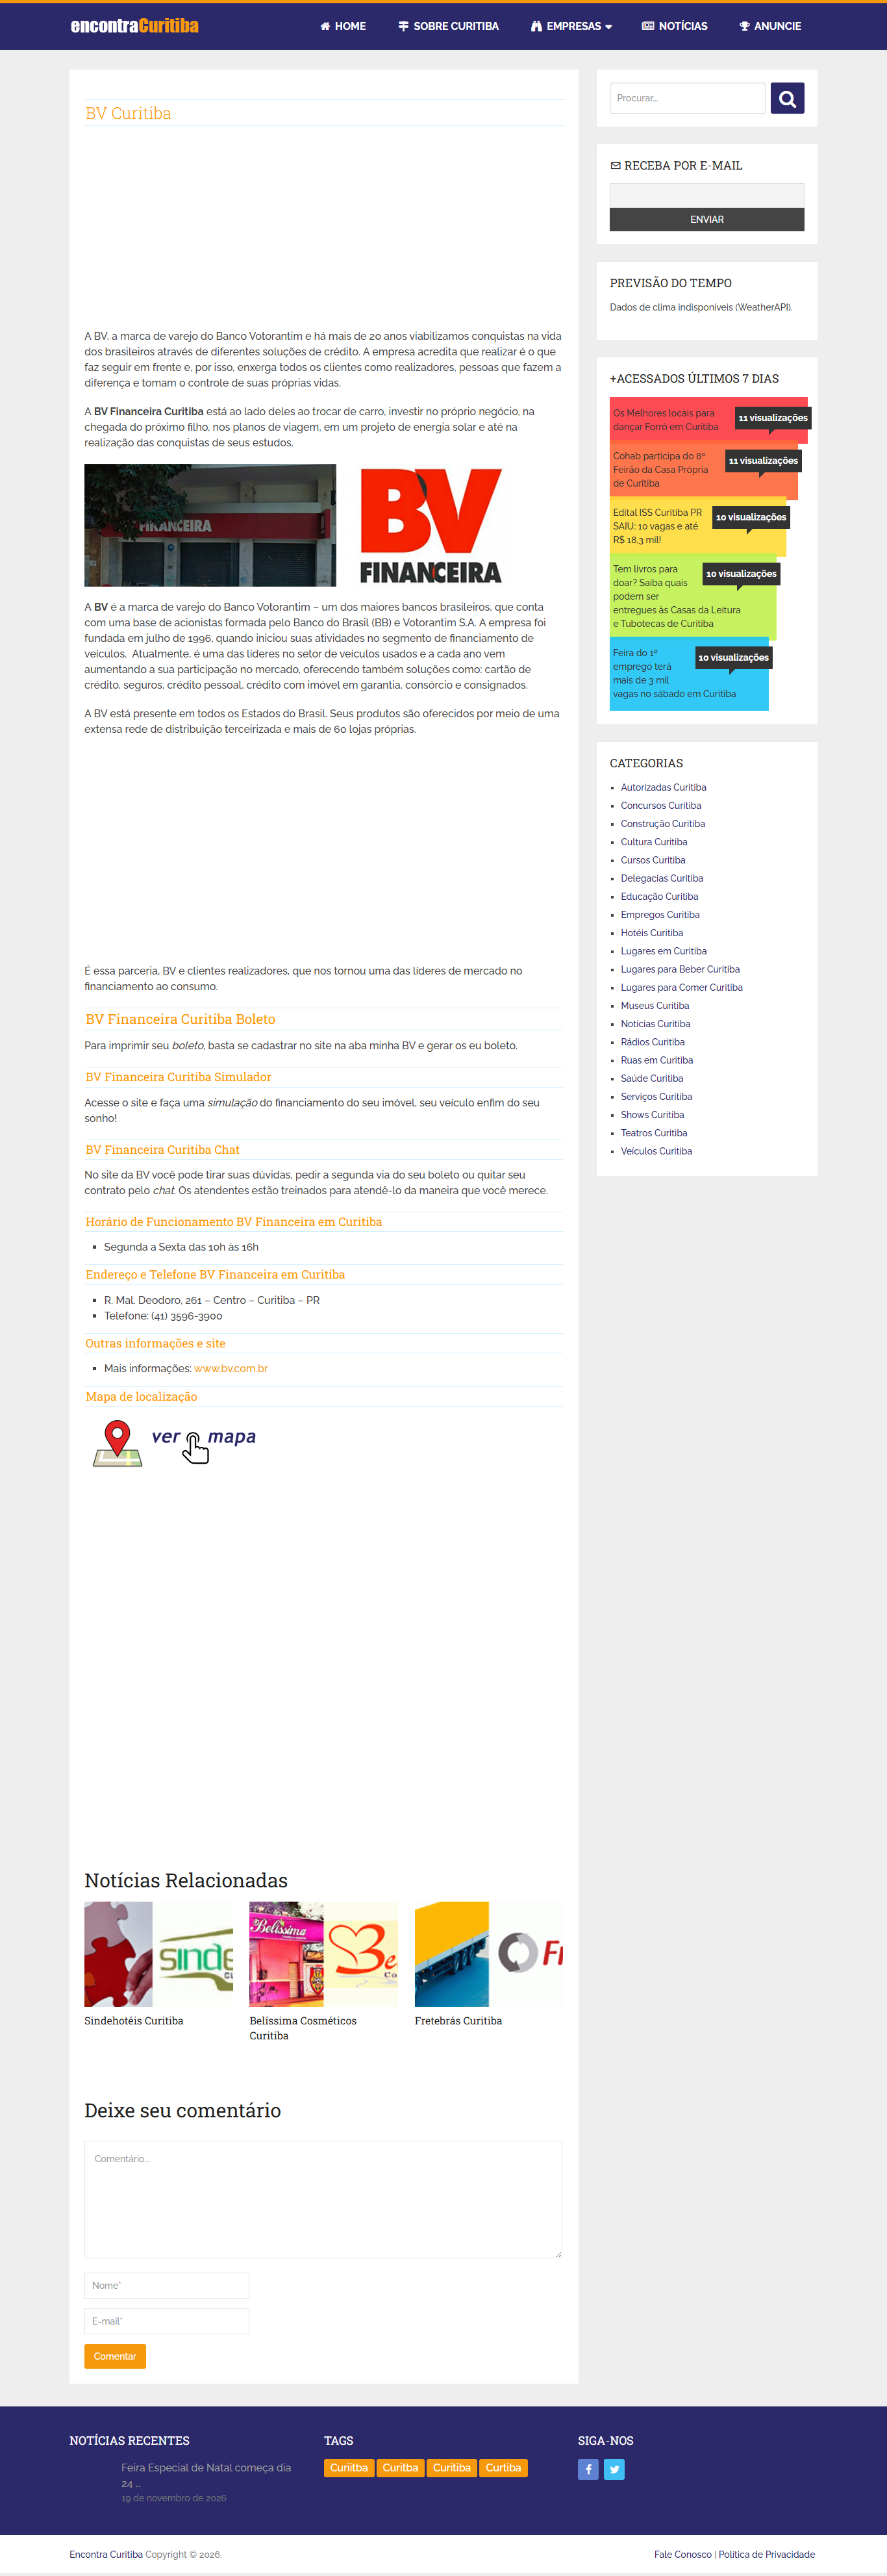 encontraCuritiba
HOME
SOBRE CURITIBA
EMPRESAS
NOTÍCIAS
ANUNCIE
BV Curitiba
A BV, a marca de varejo do Banco Votorantim e há mais de 20 anos viabilizamos conquistas na vida
dos brasileiros através de diferentes soluções de crédito. A empresa acredita que realizar é o que
faz seguir em frente e, por isso, enxerga todos os clientes como realizadores, pessoas que fazem a
diferença e tomam o controle de suas próprias vidas.
A BV Financeira Curitiba está ao lado deles ao trocar de carro, investir no próprio negócio, na
chegada do próximo filho, nos planos de viagem, em um projeto de energia solar e até na
realização das conquistas de seus estudos.
FINANCEIRA
BV
FINANCEIRA
A BV é a marca de varejo do Banco Votorantim – um dos maiores bancos brasileiros, que conta
com uma base de acionistas formada pelo Banco do Brasil (BB) e Votorantim S.A. A empresa foi
fundada em julho de 1996, quando iniciou suas atividades no segmento de financiamento de
veículos. Atualmente, é uma das líderes no setor de veículos usados e a cada ano vem
aumentando a sua participação no mercado, oferecendo também soluções como: cartão de
crédito, seguros, crédito pessoal, crédito com imóvel em garantia, consórcio e consignados.
A BV está presente em todos os Estados do Brasil. Seus produtos são oferecidos por meio de uma
extensa rede de distribuição terceirizada e mais de 60 lojas próprias.
É essa parceria, BV e clientes realizadores, que nos tornou uma das líderes de mercado no
financiamento ao consumo.
BV Financeira Curitiba Boleto
Para imprimir seu boleto, basta se cadastrar no site na aba minha BV e gerar os eu boleto.
BV Financeira Curitiba Simulador
Acesse o site e faça uma simulação do financiamento do seu imóvel, seu veículo enfim do seu
sonho!
BV Financeira Curitiba Chat
No site da BV você pode tirar suas dúvidas, pedir a segunda via do seu boleto ou quitar seu
contrato pelo chat. Os atendentes estão treinados para atendê-lo da maneira que você merece.
Horário de Funcionamento BV Financeira em Curitiba
Segunda a Sexta das 10h às 16h
Endereço e Telefone BV Financeira em Curitiba
R. Mal. Deodoro, 261 – Centro – Curitiba – PR
Telefone: (41) 3596-3900
Outras informações e site
Mais informações: www.bv.com.br
Mapa de localização
ver mapa
Notícias Relacionadas
Sinde
Belissima
Be
Co
Fr
Sindehotéis Curitiba
Belíssima Cosméticos
Curitiba
Fretebrás Curitiba
Deixe seu comentário
Comentário...
Nome*
E-mail*
Comentar
Procurar...
RECEBA POR E-MAIL
ENVIAR
PREVISÃO DO TEMPO
Dados de clima indisponíveis (WeatherAPI).
+ACESSADOS ÚLTIMOS 7 DIAS
Os Melhores locais para
dançar Forró em Curitiba
11 visualizações
Cohab participa do 8º
Feirão da Casa Própria
de Curitiba
11 visualizações
Edital ISS Curitiba PR
SAIU: 10 vagas e até
R$ 18,3 mil!
10 visualizações
Tem livros para
doar? Saiba quais
podem ser
entregues às Casas da Leitura
e Tubotecas de Curitiba
10 visualizações
Feira do 1º
emprego terá
mais de 3 mil
vagas no sábado em Curitiba
10 visualizações
CATEGORIAS
Autorizadas Curitiba
Concursos Curitiba
Construção Curitiba
Cultura Curitiba
Cursos Curitiba
Delegacias Curitiba
Educação Curitiba
Empregos Curitiba
Hotéis Curitiba
Lugares em Curitiba
Lugares para Beber Curitiba
Lugares para Comer Curitiba
Museus Curitiba
Notícias Curitiba
Rádios Curitiba
Ruas em Curitiba
Saúde Curitiba
Serviços Curitiba
Shows Curitiba
Teatros Curitiba
Veículos Curitiba
NOTÍCIAS RECENTES
Feira Especial de Natal começa dia
24 ...
19 de novembro de 2026
TAGS
Curiitba
Curitba
Curitiba
Curtiba
SIGA-NOS
Encontra Curitiba Copyright © 2026.
Fale Conosco | Política de Privacidade